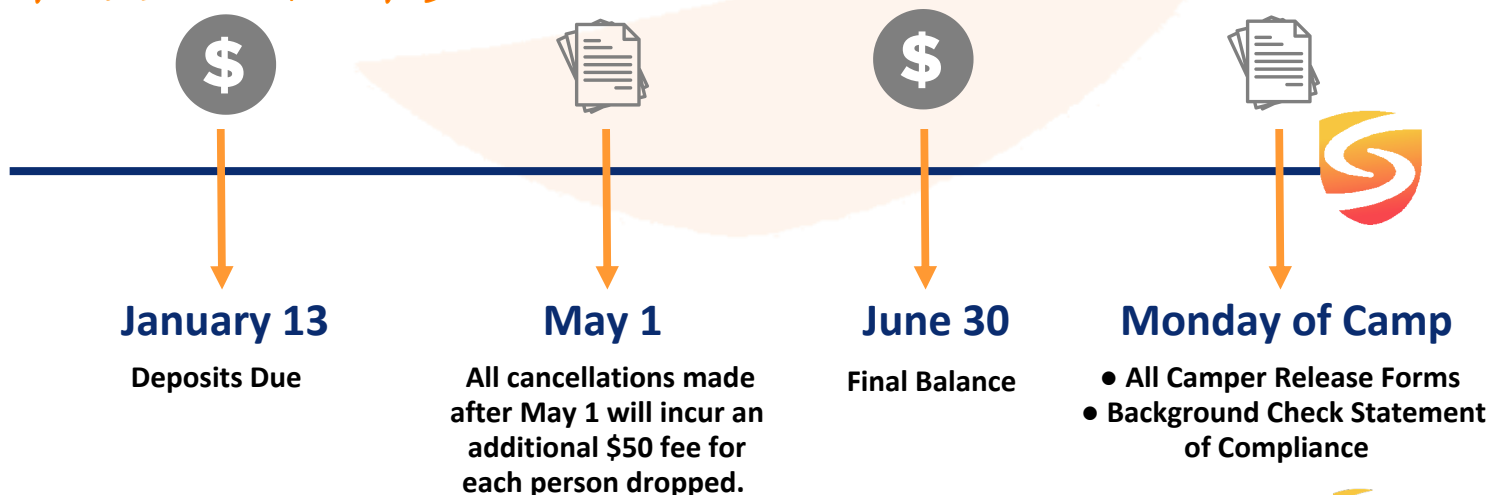 January 13
Deposits Due
May 1
All cancellations made
after May 1 will incur an
additional $50 fee for
each person dropped.
June 30
Final Balance
Monday of Camp
● All Camper Release Forms
● Background Check Statement
of Compliance